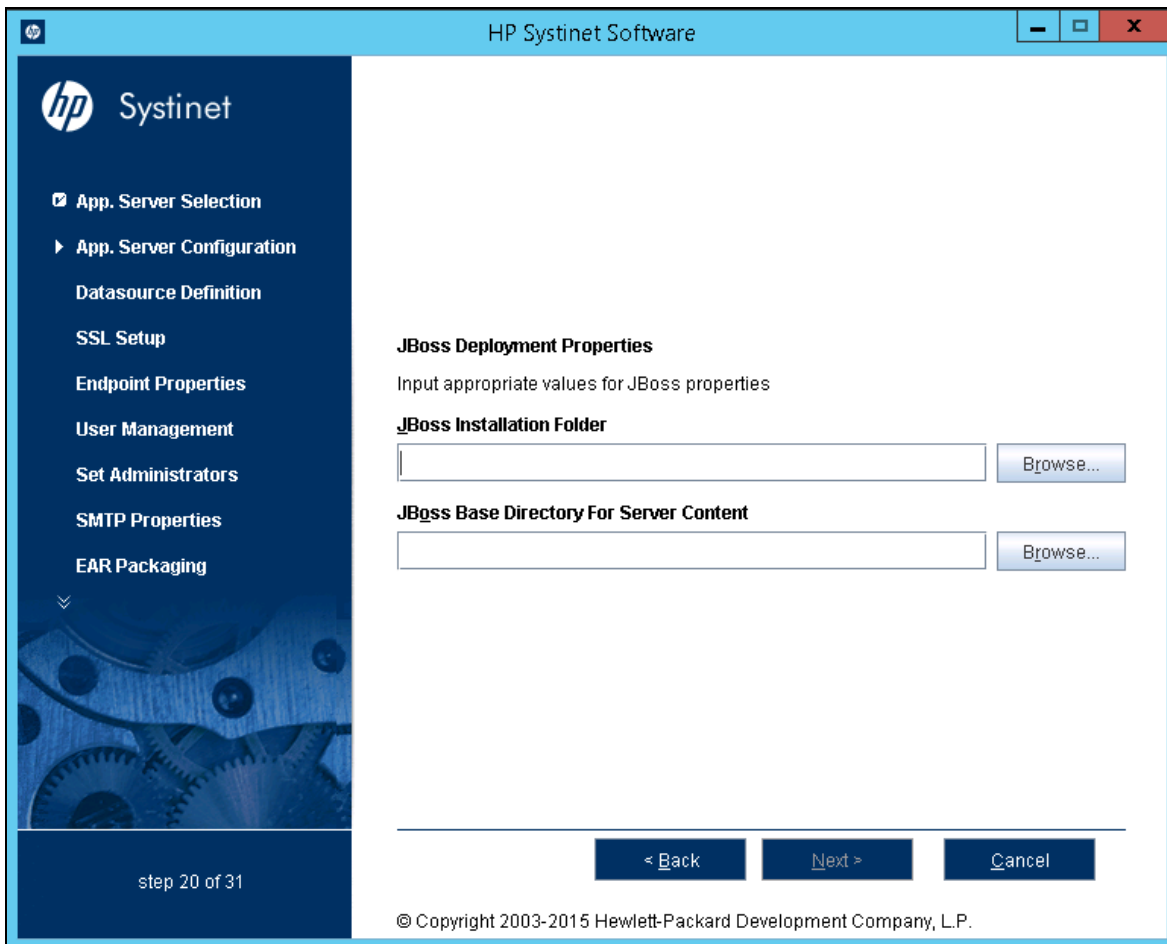 HP Systinet Software
hp Systinet
App. Server Selection
App. Server Configuration
Datasource Definition
SSL Setup
Endpoint Properties
User Management
Set Administrators
SMTP Properties
EAR Packaging
step 20 of 31
JBoss Deployment Properties
Input appropriate values for JBoss properties
JBoss Installation Folder
Browse...
JBoss Base Directory For Server Content
Browse...
< Back Next > Cancel
© Copyright 2003-2015 Hewlett-Packard Development Company, L.P.